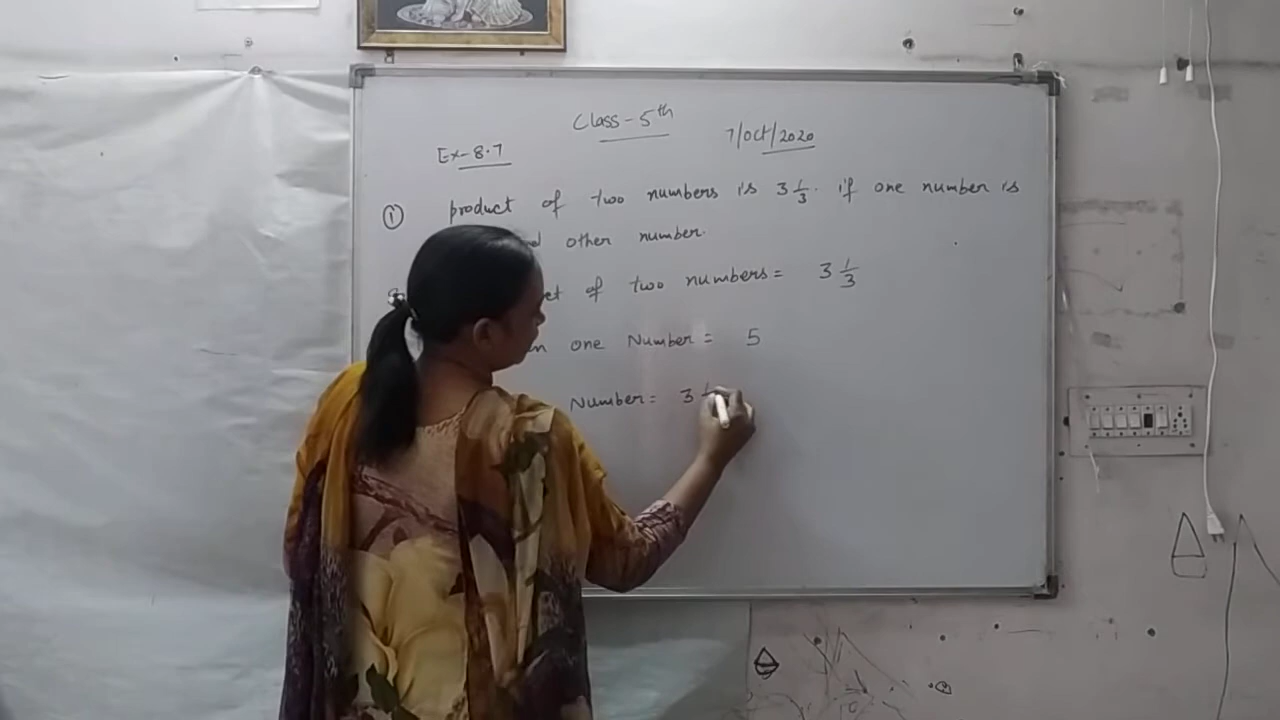 Class-5th
7/Oct/2020
Ex-8.7
① product of two numbers is 3 1/3. if one number is
other number.
of two numbers = 3 1/3
one Number = 5
Number = 3